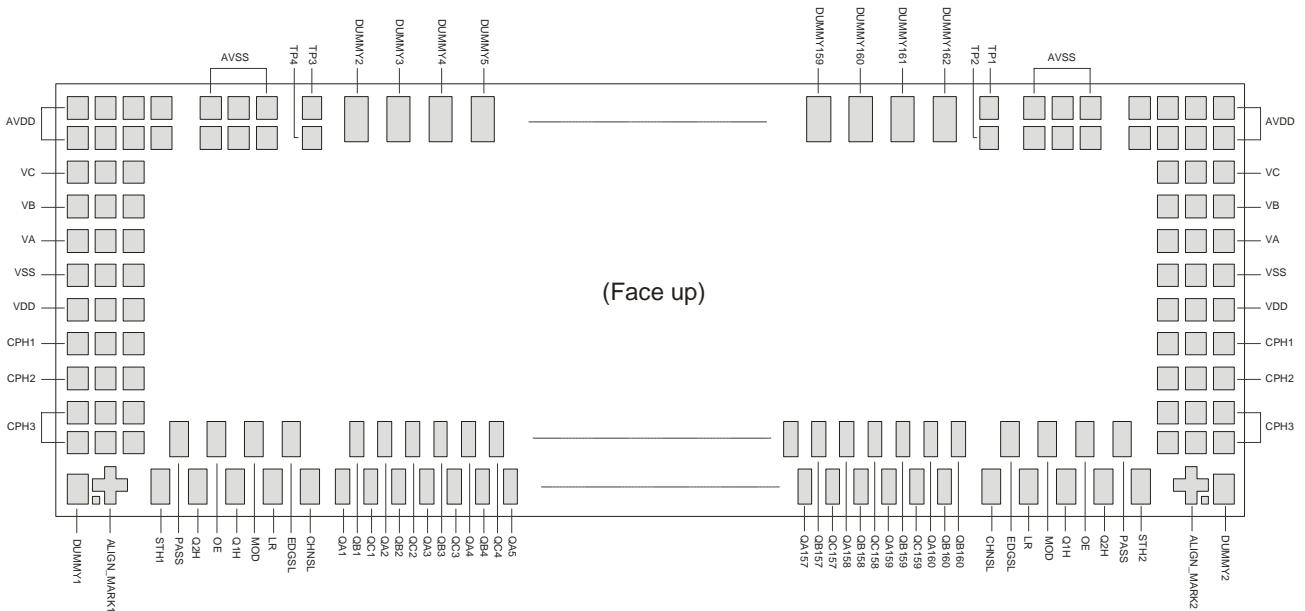 DUMMY2
DUMMY3
DUMMY4
DUMMY5
DUMMY159
DUMMY160
DUMMY161
DUMMY162
AVSS
TP4
TP3
TP2
TP1
AVSS
AVDD
AVDD
VC
VC
VB
VB
VA
VA
VSS
VSS
(Face up)
VDD
VDD
CPH1
CPH1
CPH2
CPH2
CPH3
CPH3
DUMMY1
ALIGN_MARK1
STH1
PASS
Q2H
OE
Q1H
MOD
LR
EDGSL
CHNSL
QA1
QB1
QC1
QA2
QB2
QC2
QA3
QB3
QC3
QA4
QB4
QC4
QA5
QA157
QB157
QC157
QA158
QB158
QC158
QA159
QB159
QC159
QA160
QB160
QB160
CHNSL
EDGSL
LR
MOD
Q1H
OE
Q2H
PASS
STH2
ALIGN_MARK2
DUMMY2